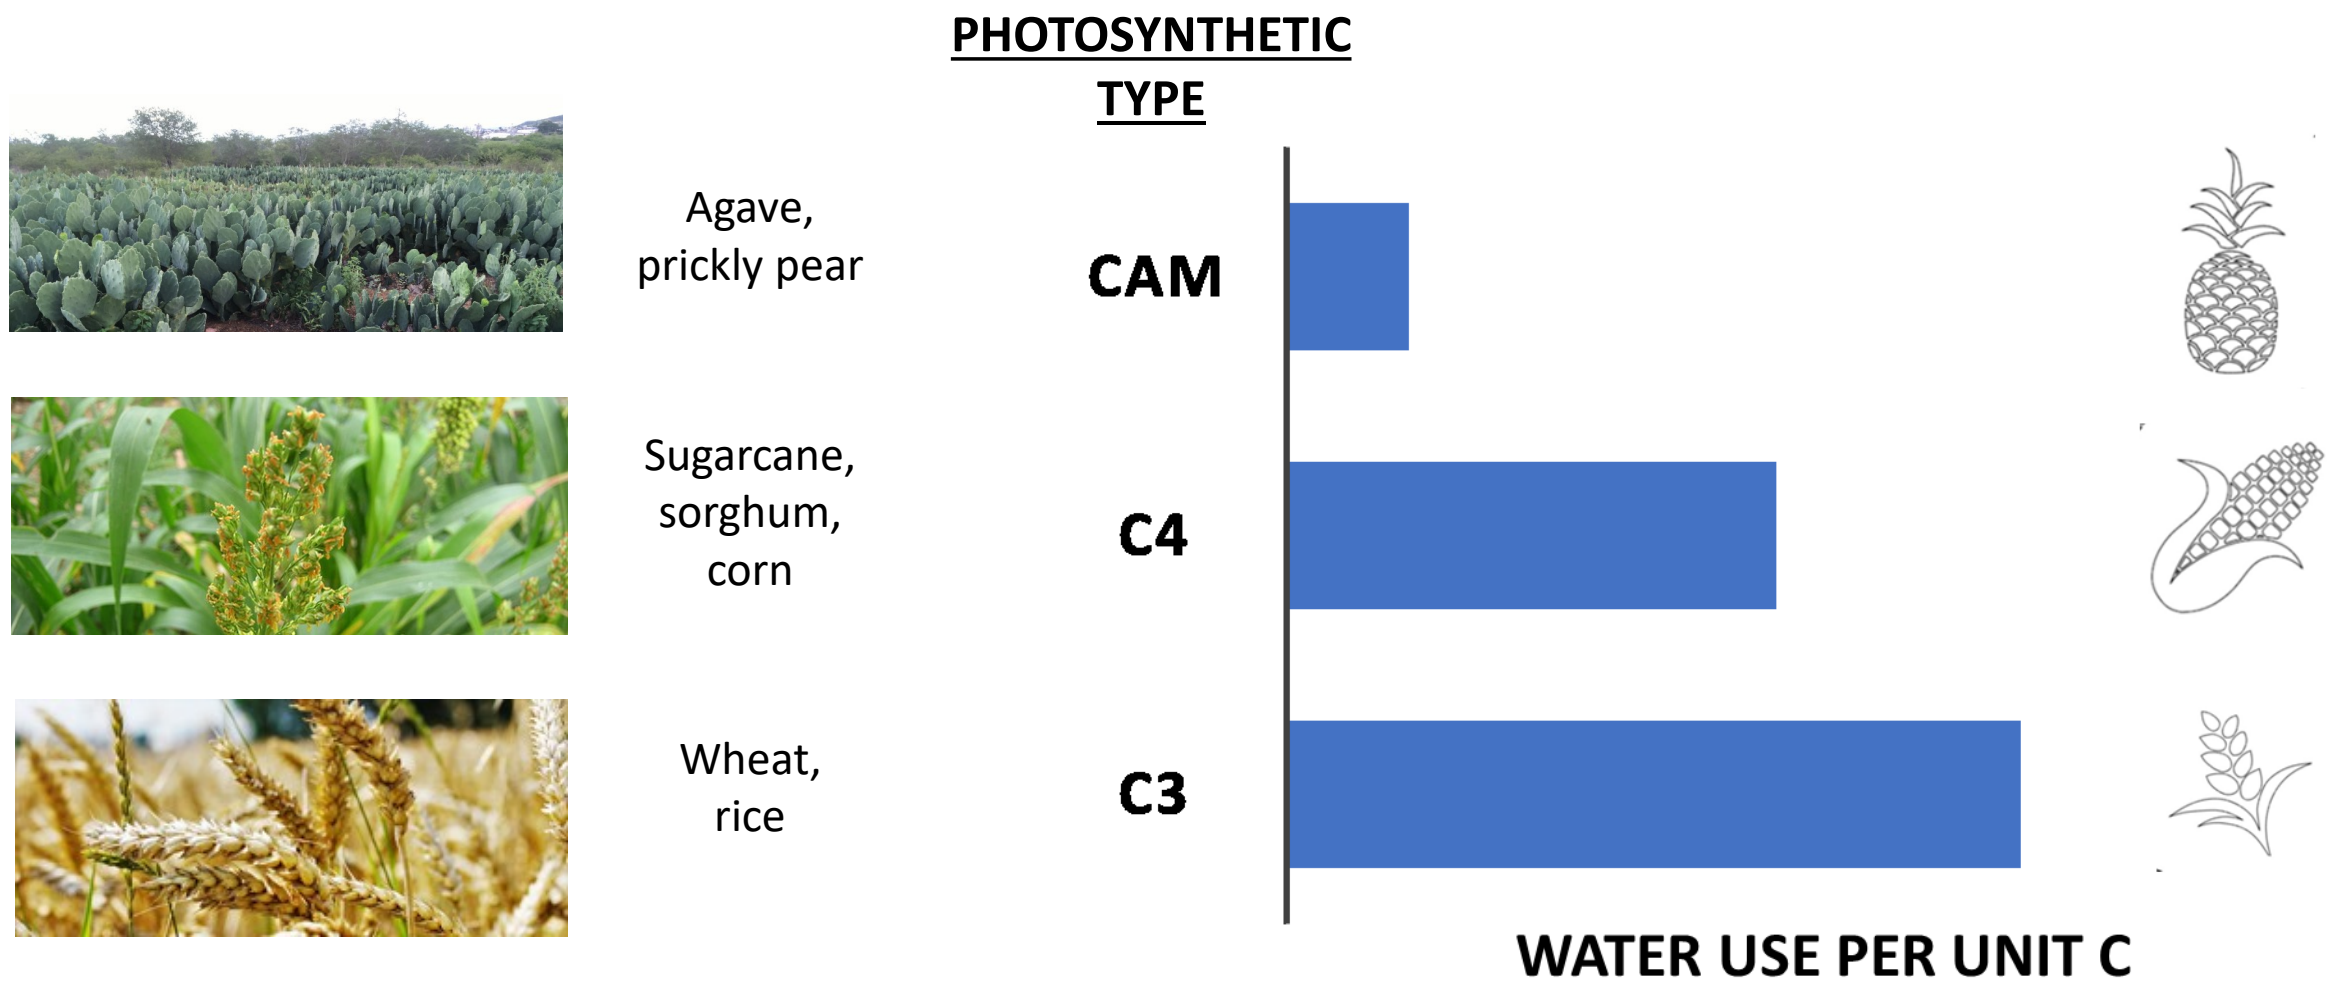 PHOTOSYNTHETIC
TYPE
Agave,
prickly pear
CAM
Sugarcane,
sorghum,
corn
C4
Wheat,
rice
C3
WATER USE PER UNIT C